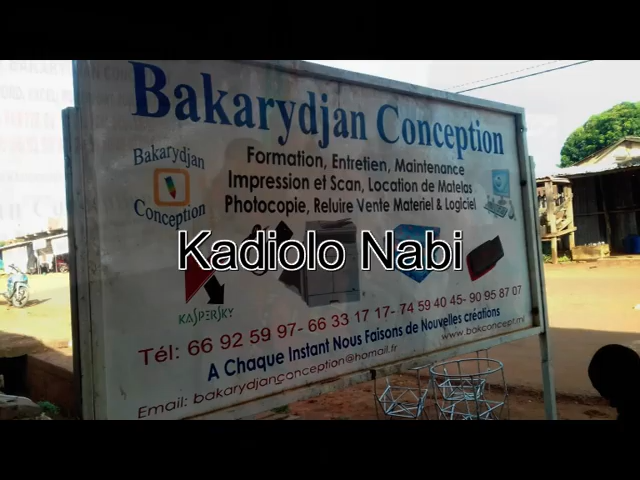 Bakarydjan Conception
Bakarydjan
Conception
Formation, Entretien, Maintenance
Impression et Scan, Location de Matelas
Photocopie, Reluire Vente Materiel & Logiciel
Kadiolo Nabi
KASPERSKY
Tél: 66 92 59 97- 66 33 17 17- 74 59 40 45- 90 95 87 07
A Chaque Instant Nous Faisons de Nouvelles créations
www.bakconcept.ml
Email: bakarydjanconception@hotmail.fr